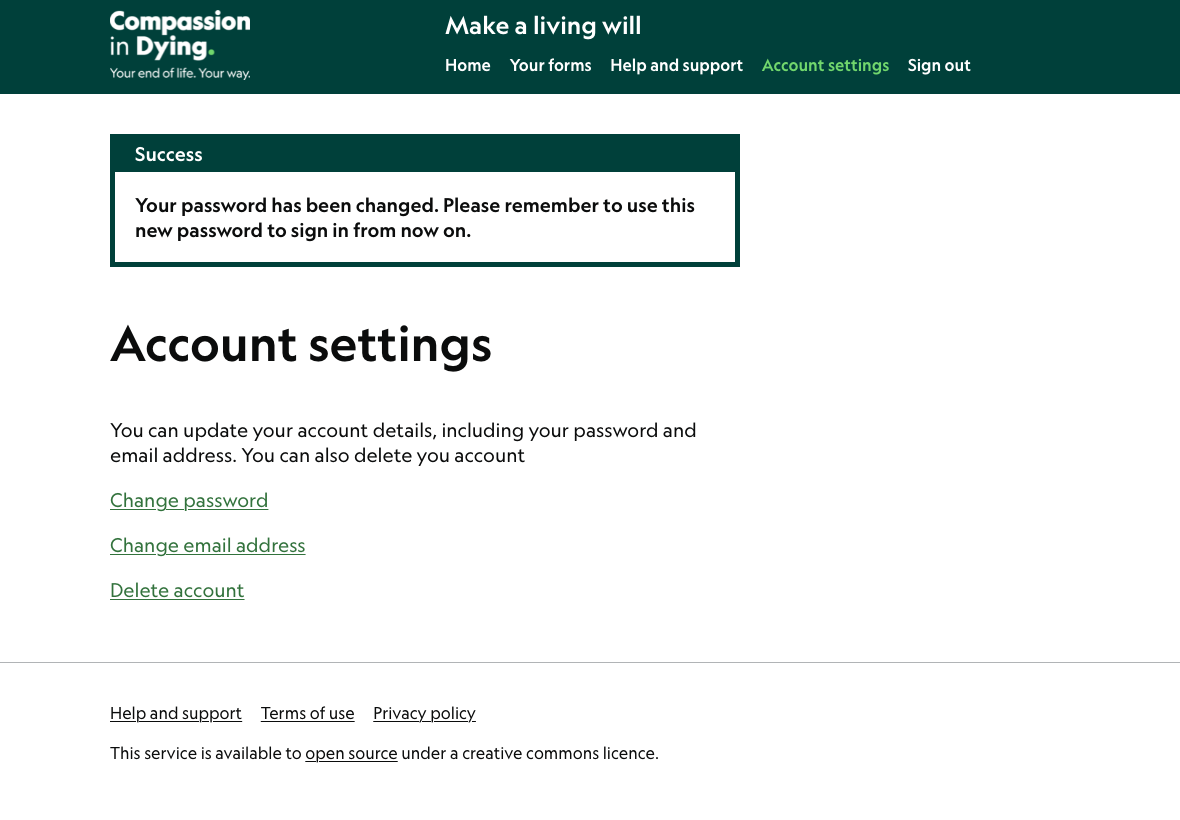 Compassion
in Dying.
Your end of life. Your way.
Make a living will
Home Your forms Help and support Account settings Sign out
Success
Your password has been changed. Please remember to use this
new password to sign in from now on.
Account settings
You can update your account details, including your password and
email address. You can also delete you account
Change password
Change email address
Delete account
Help and support Terms of use Privacy policy
This service is available to open source under a creative commons licence.